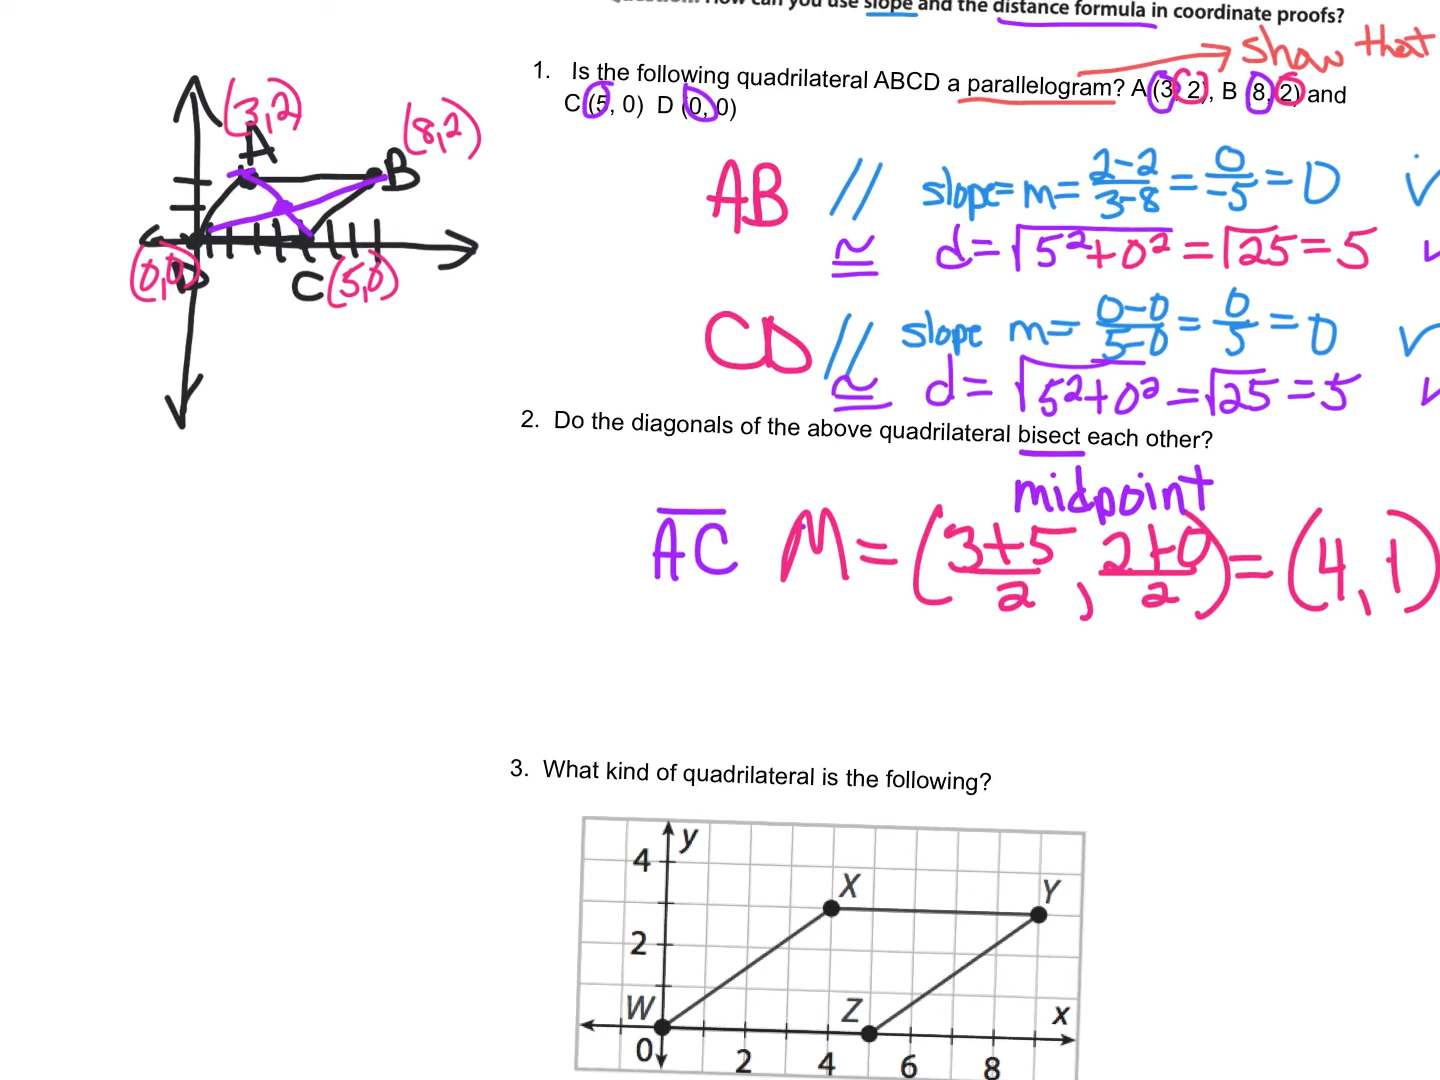 you use slope and the distance formula in coordinate proofs?
show that
1. Is the following quadrilateral ABCD a parallelogram? A (3, 2), B (8, 2) and
C (5, 0) D (0, 0)
(3,2)
(8,2)
A
B
(0,0) D
C (5,0)
AB // slope= m= 2-2/3-8 = 0/-5 = 0 ✓
≅ d= √5²+0² = √25 = 5
CD // slope m= 0-0/5-0 = 0/5 = 0 ✓
≅ d= √5²+0² = √25 = 5
2. Do the diagonals of the above quadrilateral bisect each other?
midpoint
AC M = (3+5/2, 2+0/2) = (4,1)
3. What kind of quadrilateral is the following?
y
4
X
Y
2
W
Z
x
0 2 4 6 8